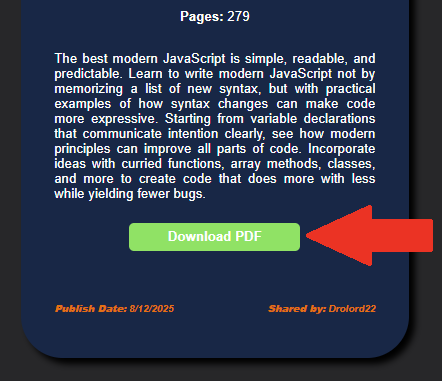 Pages: 279
The best modern JavaScript is simple, readable, and
predictable. Learn to write modern JavaScript not by
memorizing a list of new syntax, but with practical
examples of how syntax changes can make code
more expressive. Starting from variable declarations
that communicate intention clearly, see how modern
principles can improve all parts of code. Incorporate
ideas with curried functions, array methods, classes,
and more to create code that does more with less
while yielding fewer bugs.
Download PDF
Publish Date: 8/12/2025 Shared by: Drolord22